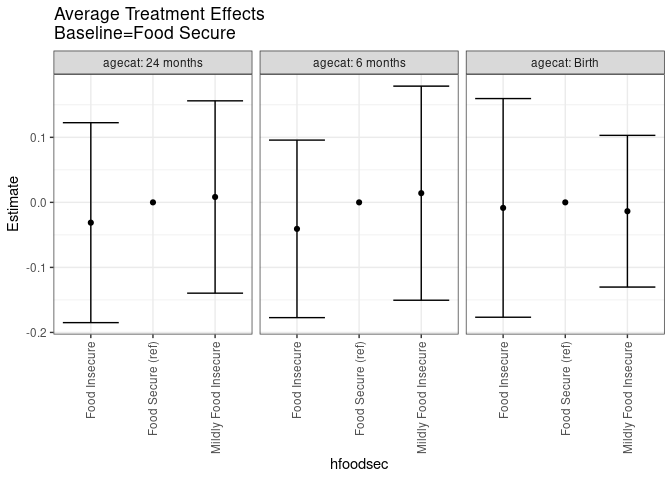 Average Treatment Effects
Baseline=Food Secure
agecat: 24 months
agecat: 6 months
agecat: Birth
Estimate
0.1
0.0
-0.1
-0.2
Food Insecure
Food Secure (ref)
Mildly Food Insecure
Food Insecure
Food Secure (ref)
Mildly Food Insecure
Food Insecure
Food Secure (ref)
Mildly Food Insecure
hfoodsec